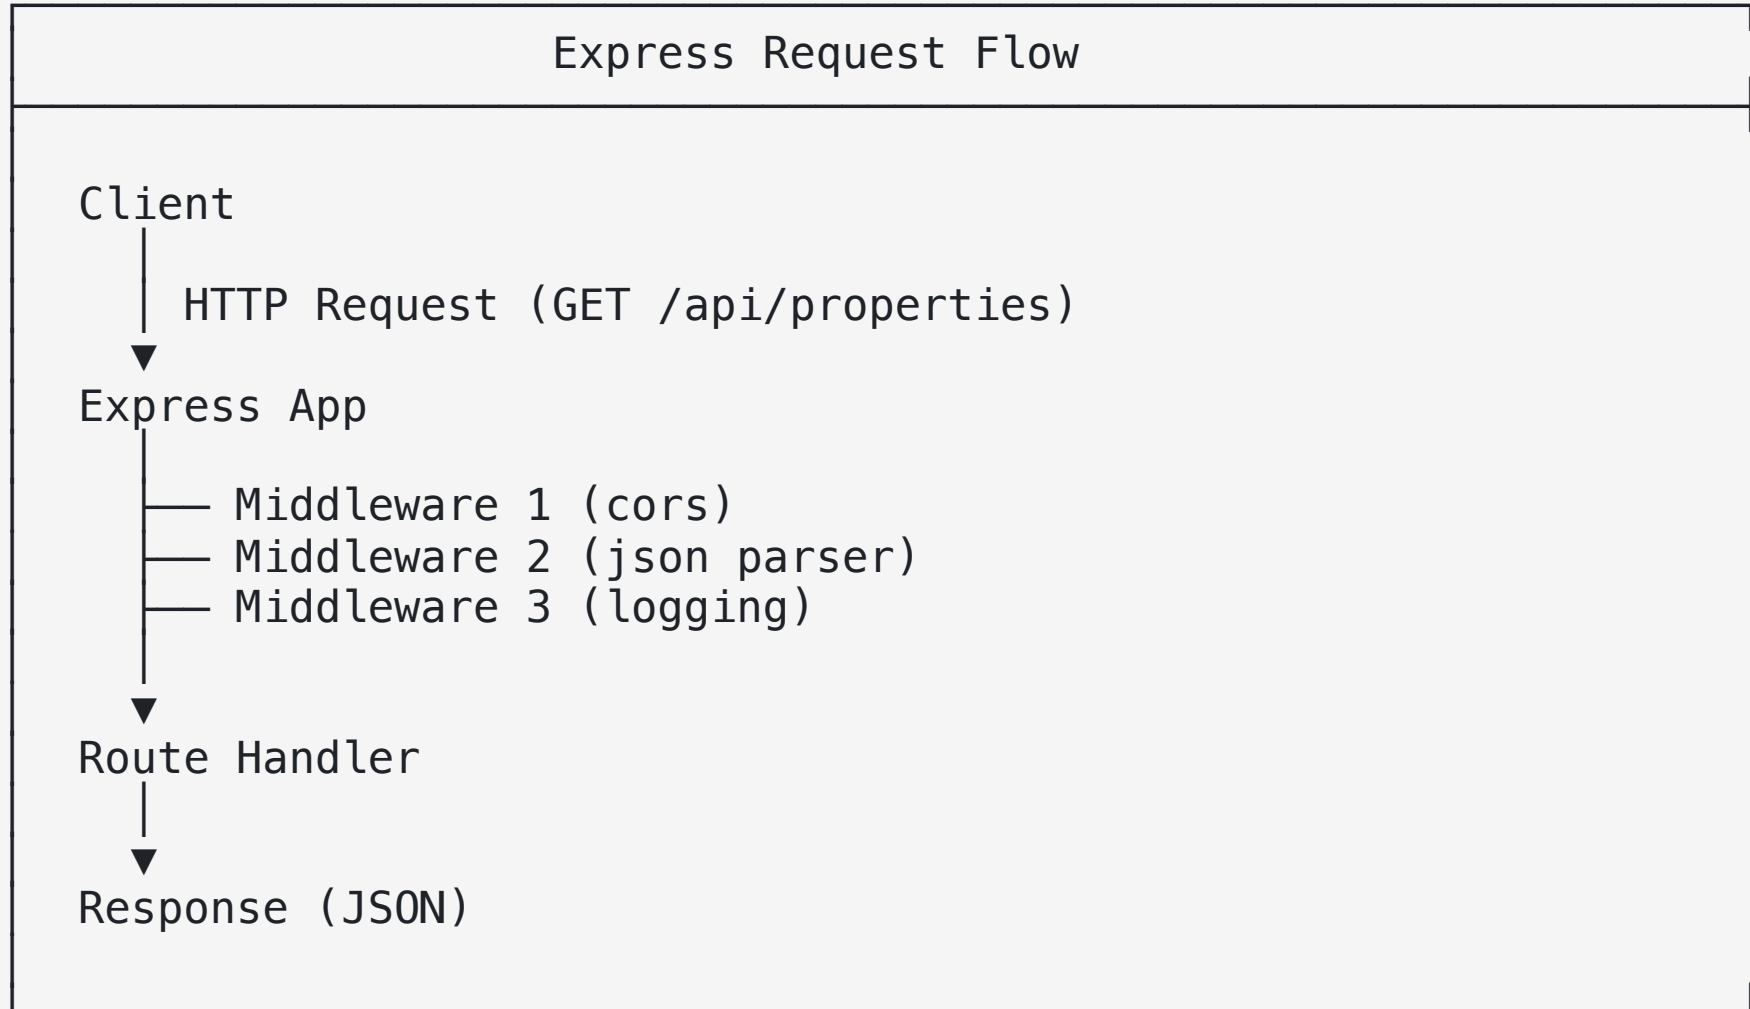 Express Request Flow
Client
HTTP Request (GET /api/properties)
Express App
Middleware 1 (cors)
Middleware 2 (json parser)
Middleware 3 (logging)
Route Handler
Response (JSON)